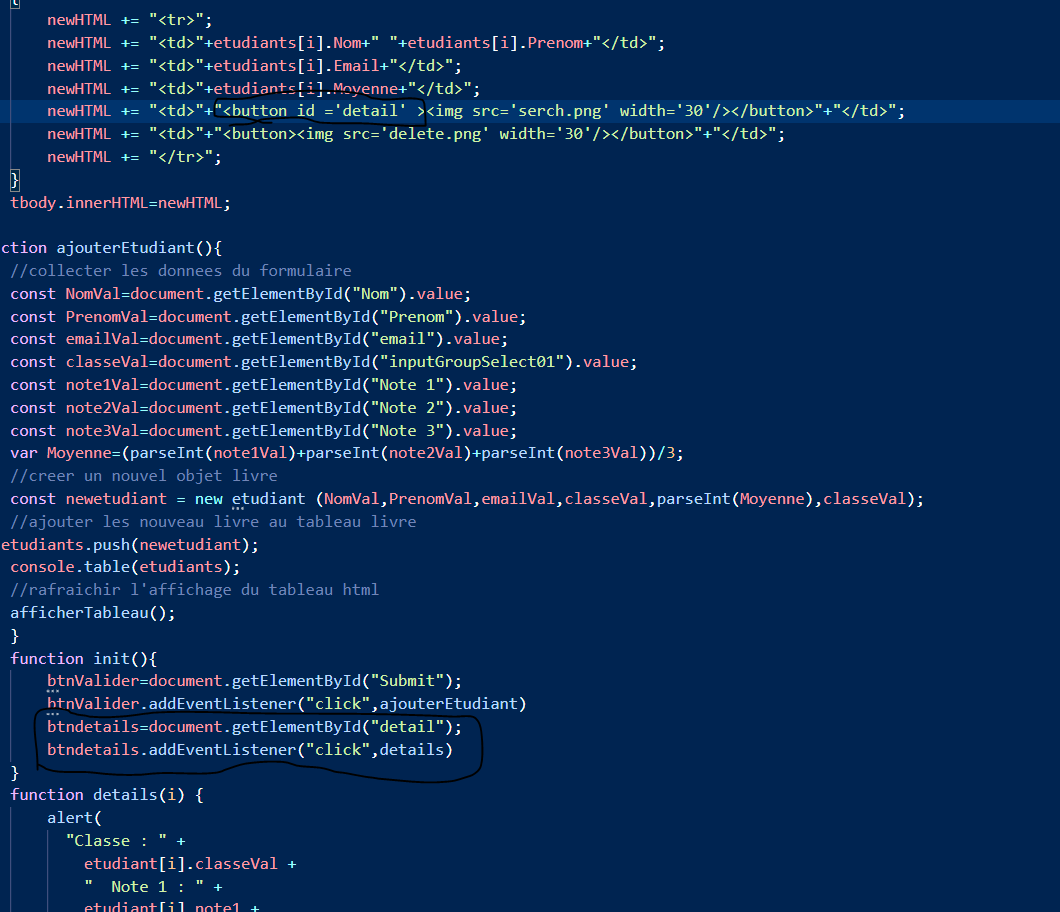 {
newHTML += "<tr>";
newHTML += "<td>"+etudiants[i].Nom+" "+etudiants[i].Prenom+"</td>";
newHTML += "<td>"+etudiants[i].Email+"</td>";
newHTML += "<td>"+etudiants[i].Moyenne+"</td>";
newHTML += "<td>"+"<button id ='detail' ><img src='serch.png' width='30'/></button>"+"</td>";
newHTML += "<td>"+"<button><img src='delete.png' width='30'/></button>"+"</td>";
newHTML += "</tr>";
}
tbody.innerHTML=newHTML;
ction ajouterEtudiant(){
//collecter les donnees du formulaire
const NomVal=document.getElementById("Nom").value;
const PrenomVal=document.getElementById("Prenom").value;
const emailVal=document.getElementById("email").value;
const classeVal=document.getElementById("inputGroupSelect01").value;
const note1Val=document.getElementById("Note 1").value;
const note2Val=document.getElementById("Note 2").value;
const note3Val=document.getElementById("Note 3").value;
var Moyenne=(parseInt(note1Val)+parseInt(note2Val)+parseInt(note3Val))/3;
//creer un nouvel objet livre
const newetudiant = new etudiant (NomVal,PrenomVal,emailVal,classeVal,parseInt(Moyenne),classeVal);
//ajouter les nouveau livre au tableau livre
etudiants.push(newetudiant);
console.table(etudiants);
//rafraichir l'affichage du tableau html
afficherTableau();
}
function init(){
btnValider=document.getElementById("Submit");
btnValider.addEventListener("click",ajouterEtudiant)
btndetails=document.getElementById("detail");
btndetails.addEventListener("click",details)
}
function details(i) {
alert(
"Classe : " +
etudiant[i].classeVal +
"  Note 1 : " +
etudiant[i].note1 +